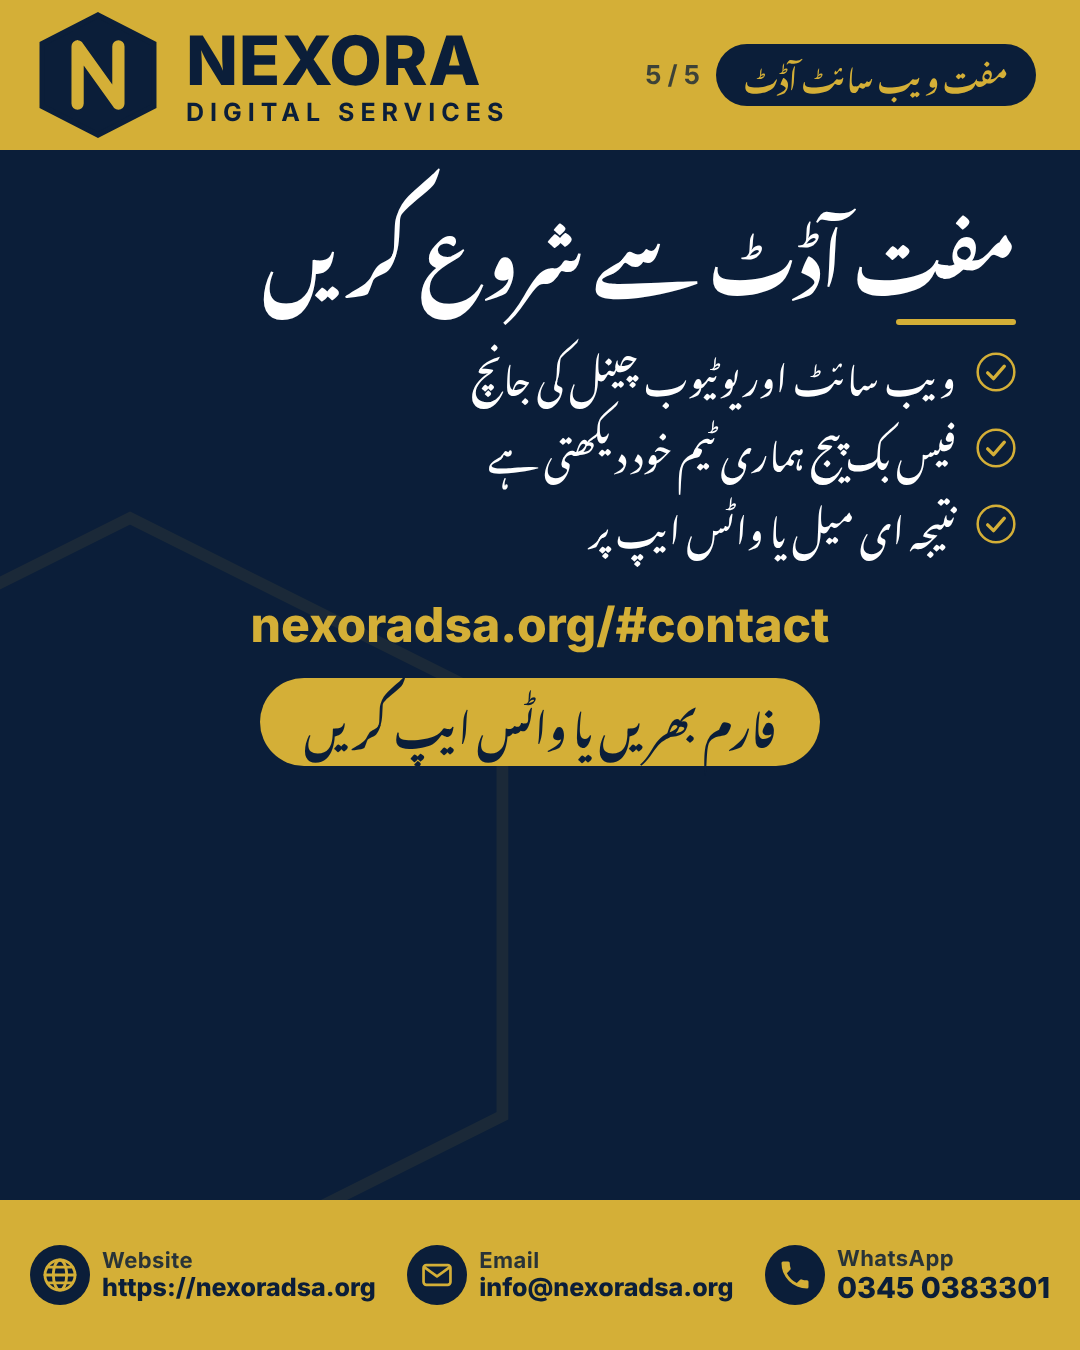 NEXORA
DIGITAL SERVICES
5 / 5
مفت ویب سائٹ آڈٹ
مفت آڈٹ سے شروع کریں
ویب سائٹ اور یوٹیوب چینل کی جانچ
فیس بک پیج ہماری ٹیم خود دیکھتی ہے
نتیجہ ای میل یا واٹس ایپ پر
nexoradsa.org/#contact
فارم بھریں یا واٹس ایپ کریں
Website
https://nexoradsa.org
Email
info@nexoradsa.org
WhatsApp
0345 0383301